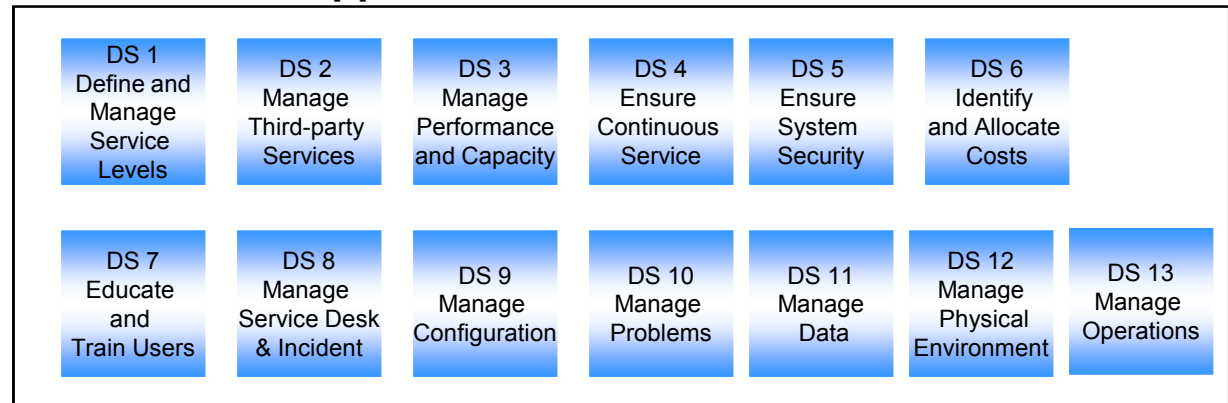 DS 1
Define and
Manage
Service
Levels
DS 2
Manage
Third-party
Services
DS 3
Manage
Performance
and Capacity
DS 4
Ensure
Continuous
Service
DS 5
Ensure
System
Security
DS 6
Identify
and Allocate
Costs
DS 7
Educate
and
Train Users
DS 8
Manage
Service Desk
& Incident
DS 9
Manage
Configuration
DS 10
Manage
Problems
DS 11
Manage
Data
DS 12
Manage
Physical
Environment
DS 13
Manage
Operations